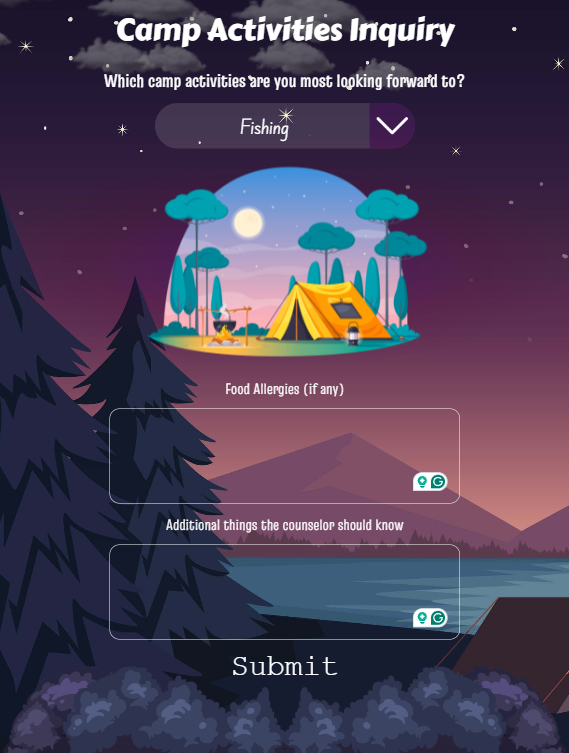 Camp Activities Inquiry
Which camp activities are you most looking forward to?
Fishing
Food Allergies (if any)
Additional things the counselor should know
Submit